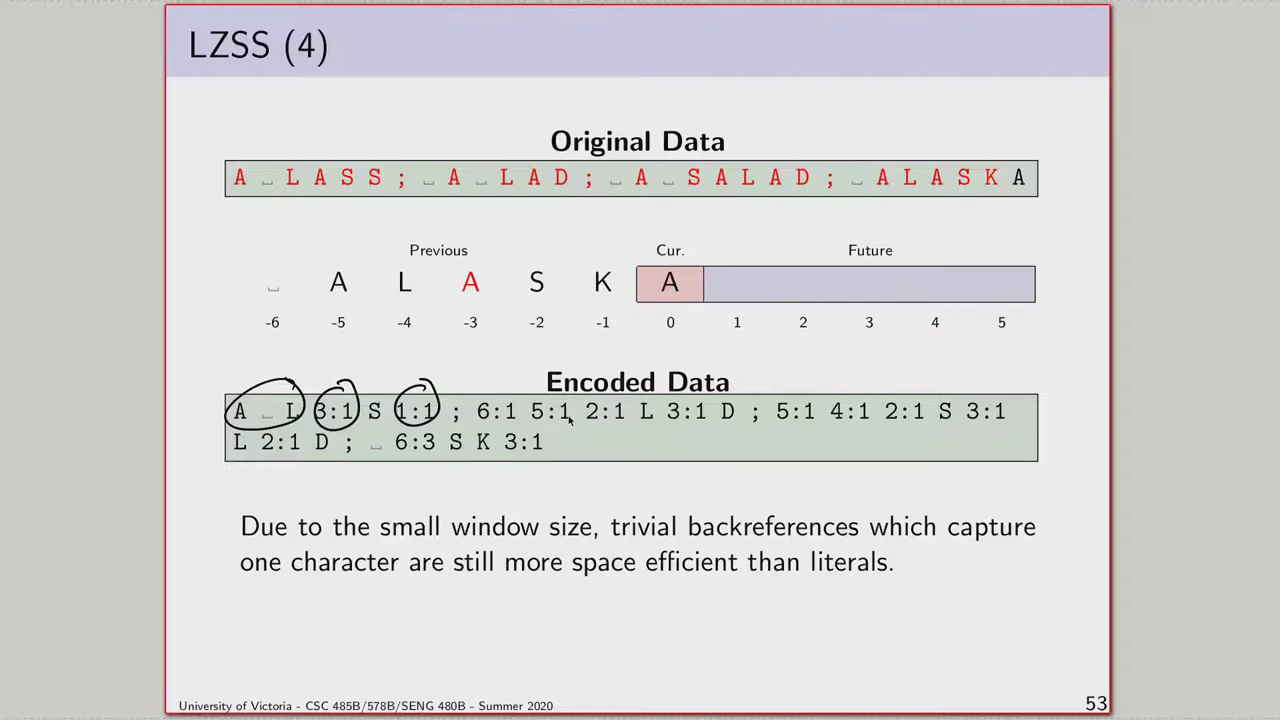 LZSS (4)
Original Data
A ␣ L A S S ; ␣ A ␣ L A D ; ␣ A ␣ S A L A D ; ␣ A L A S K A
Previous Cur. Future
␣ A L A S K A
-6 -5 -4 -3 -2 -1 0 1 2 3 4 5
Encoded Data
A ␣ L 3:1 S 1:1 ; 6:1 5:1 2:1 L 3:1 D ; 5:1 4:1 2:1 S 3:1
L 2:1 D ; ␣ 6:3 S K 3:1
Due to the small window size, trivial backreferences which capture
one character are still more space efficient than literals.
University of Victoria - CSC 485B/578B/SENG 480B - Summer 2020 53